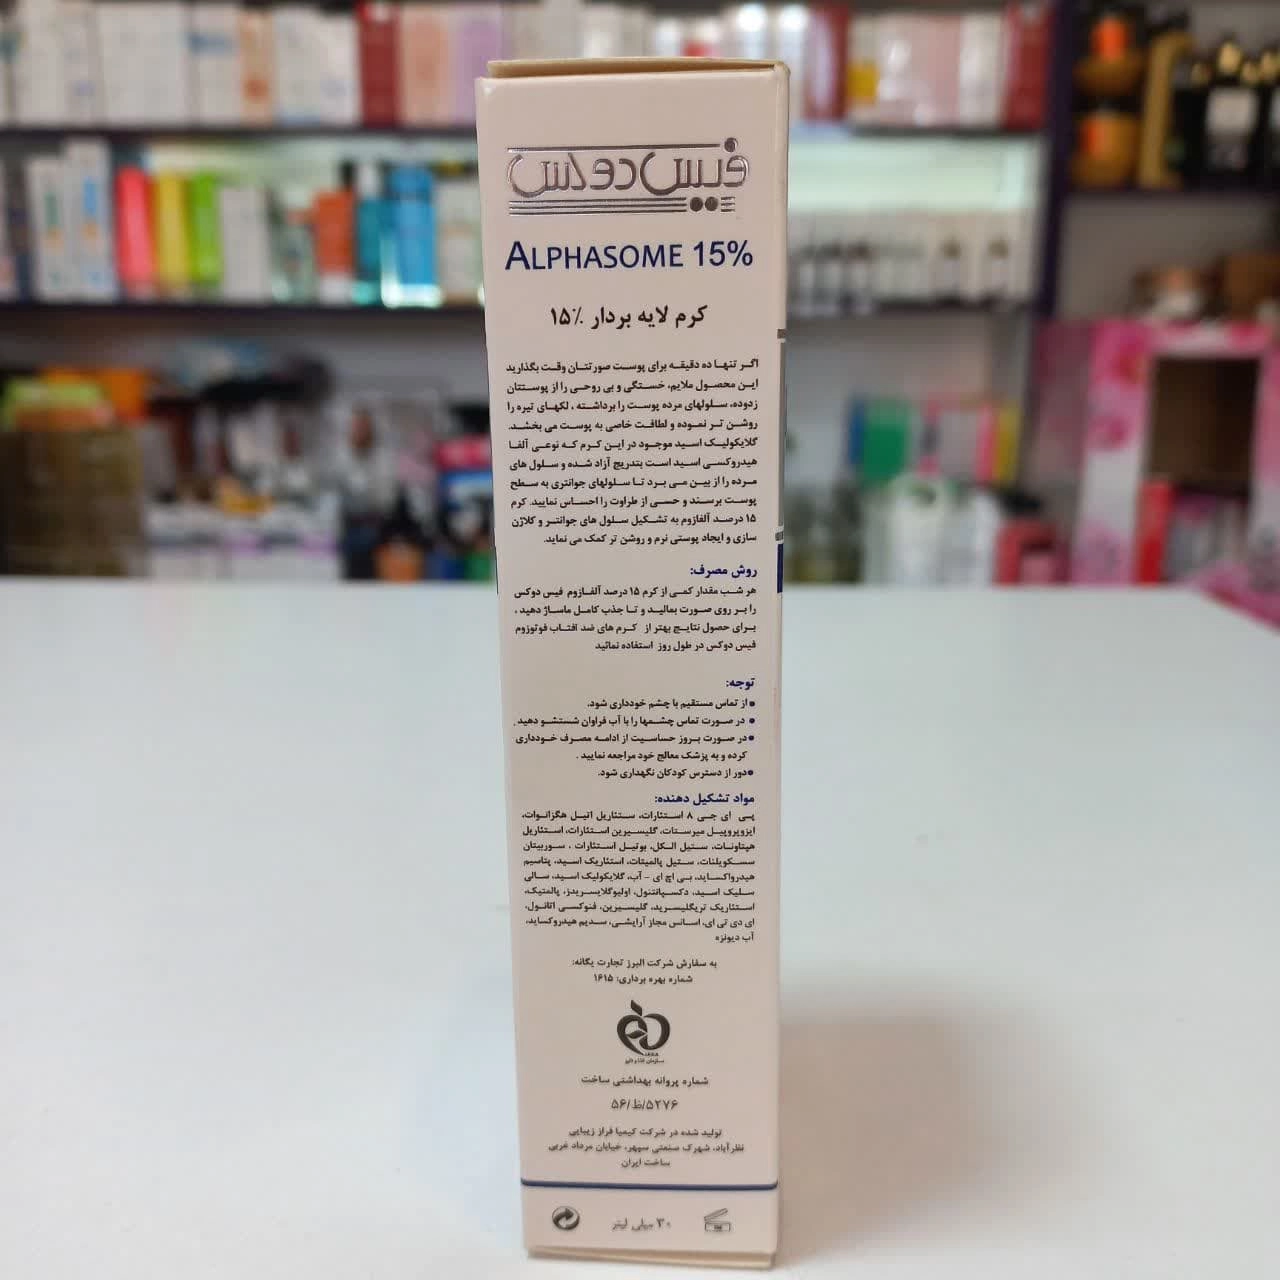 فیس دوکس
ALPHASOME 15%
کرم لایه بردار ۱۵٪
اگر تنها ده دقیقه برای پوست صورتتان وقت بگذارید
این محصول ملایم، خستگی و بی روحی را از پوستتان
زدوده، سلولهای مرده پوست را برداشته ، لکهای تیره را
روشن تر نموده و لطافت خاصی به پوست می بخشد.
گلایکولیک اسید موجود در این کرم که نوعی آلفا
هیدروکسی اسید است بتدریج آزاد شده و سلول های
مرده را از بین می برد تا سلولهای جوانتری به سطح
پوست برسند و حسی از طراوت را احساس نمایید. کرم
۱۵ درصد آلفازوم به تشکیل سلول های جوانتر و کلاژن
سازی و ایجاد پوستی نرم و روشن تر کمک می نماید.
روش مصرف:
هر شب مقدار کمی از کرم ۱۵ درصد آلفازوم فیس دوکس
را بر روی صورت بمالید و تا جذب کامل ماساژ دهید ،
برای حصول نتایج بهتر از کرم های ضد افتاب فوتوزوم
فیس دوکس در طول روز استفاده نمائید
توجه:
● از تماس مستقیم با چشم خودداری شود.
● در صورت تماس چشمها را با آب فراوان شستشو دهید .
● در صورت بروز حساسیت از ادامه مصرف خودداری
کرده و به پزشک معالج خود مراجعه نمایید .
● دور از دسترس کودکان نگهداری شود.
مواد تشکیل دهنده:
پی ای جی ۸ استئارات، ستئاریل اتیل هگزانوات،
ایزوپروپیل میرستات، گلیسیرین استئارات، استئاریل
هپتاونات، ستیل الکل، بوتیل استئارات ، سوربیتان
سسکویلئات، ستیل پالمیتات، استئاریک اسید، پتاسیم
هیدرواکساید، بی اچ ای - آب، گلایکولیک اسید، سالی
سلیک اسید، دکسپانتنول، اولیوگلایسریدز، پالمتیک،
استئاریک تریگلیسرید، گلیسیرین، فنوکسی اتانول،
ای دی تی ای، اسانس مجاز آرایشی، سدیم هیدروکساید،
آب دیونزه
به سفارش شرکت البرز تجارت یگانه:
شماره بهره برداری: ۱۶۱۵
سازمان غذا و دارو
شماره پروانه بهداشتی ساخت
۵۶/ظ/۵۲۷۶
تولید شده در شرکت کیمیا فراز زیبایی
نظرآباد، شهرک صنعتی سپهر، خیابان مرداد غربی
ساخت ایران
۳۰ میلی لیتر